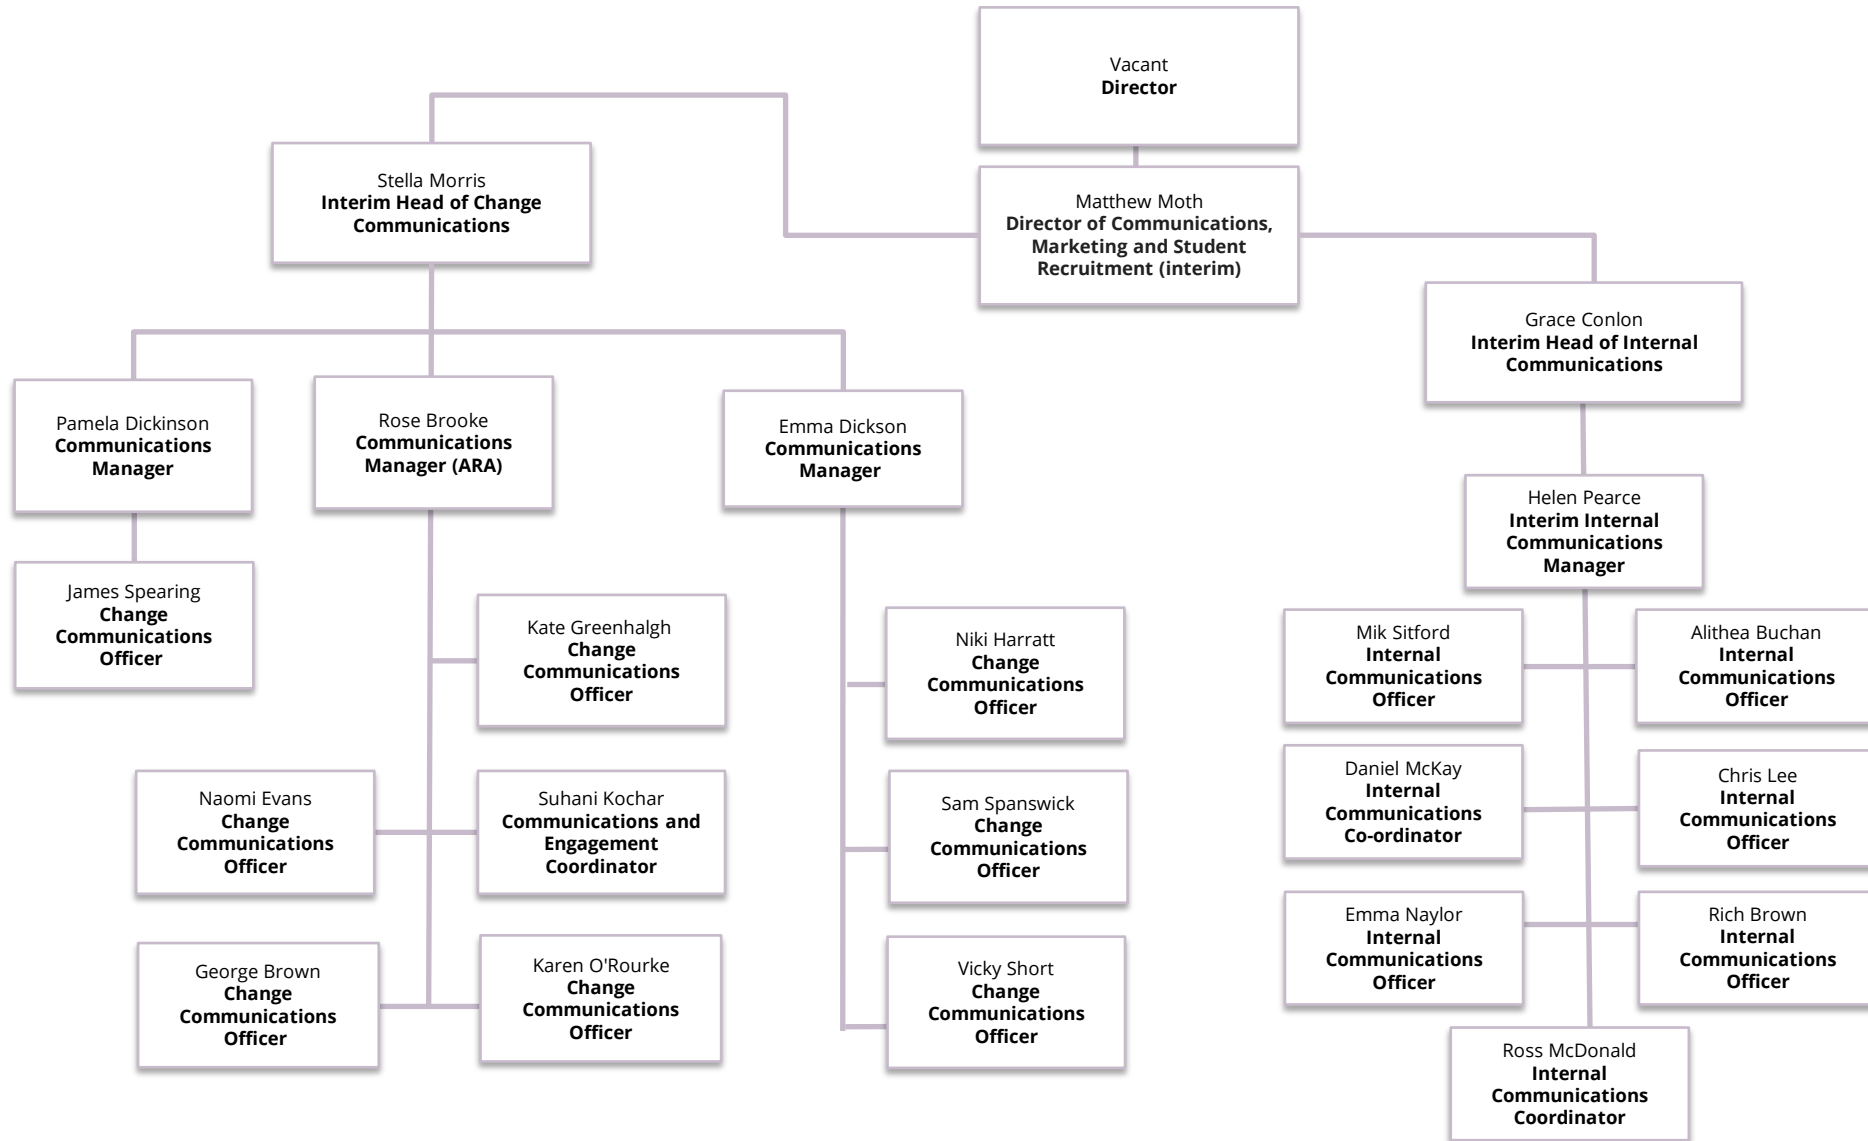 Vacant
Director
Matthew Moth
Director of Communications,
Marketing and Student
Recruitment (interim)
Stella Morris
Interim Head of Change
Communications
Pamela Dickinson
Communications
Manager
James Spearing
Change
Communications
Officer
Rose Brooke
Communications
Manager (ARA)
Kate Greenhalgh
Change
Communications
Officer
Naomi Evans
Change
Communications
Officer
Suhani Kochar
Communications and
Engagement
Coordinator
George Brown
Change
Communications
Officer
Karen O'Rourke
Change
Communications
Officer
Emma Dickson
Communications
Manager
Niki Harratt
Change
Communications
Officer
Sam Spanswick
Change
Communications
Officer
Vicky Short
Change
Communications
Officer
Grace Conlon
Interim Head of Internal
Communications
Helen Pearce
Interim Internal
Communications
Manager
Mik Sitford
Internal
Communications
Officer
Alithea Buchan
Internal
Communications
Officer
Daniel McKay
Internal
Communications
Co-ordinator
Chris Lee
Internal
Communications
Officer
Emma Naylor
Internal
Communications
Officer
Rich Brown
Internal
Communications
Officer
Ross McDonald
Internal
Communications
Coordinator